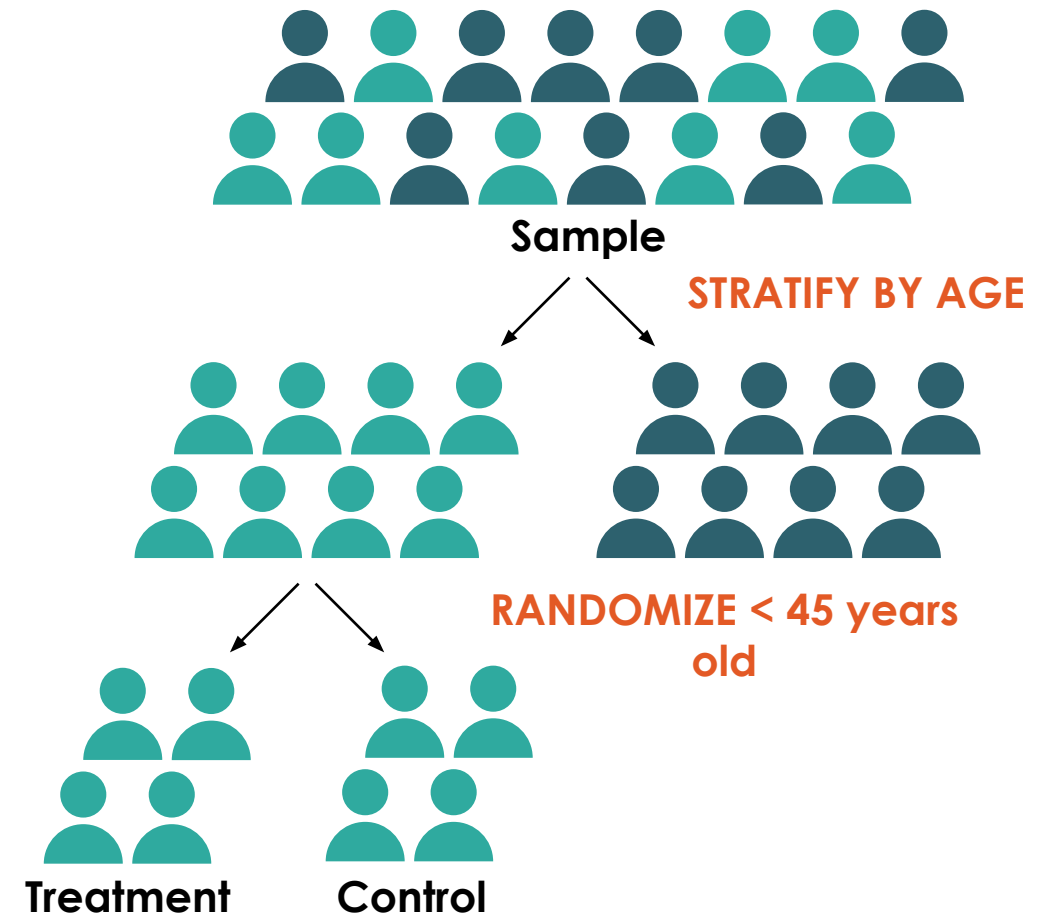 Sample
STRATIFY BY AGE
RANDOMIZE < 45 years
old
Treatment
Control